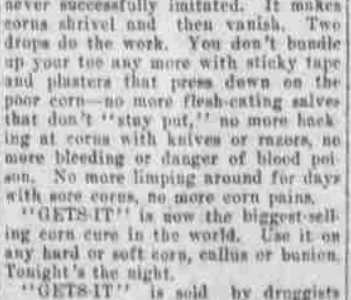 never successfully imitated. It makes
corns shrivel and then vanish. Two
drops do the work. You don't bundle
up your toe any more with sticky tape
and plasters that press down on the
poor corn—no more flesh-eating salves
that don't "stay put," no more hack
ing at corns with knives or razors, no
more bleeding or danger of blood poi
son. No more limping around for days
with sore corns, no more corn pains.
"GETS-IT" is now the biggest-sell-
ing corn cure in the world. Use it on
any hard or soft corn, callus or bunion.
Tonight's the night.
"GETS-IT" is sold by druggists